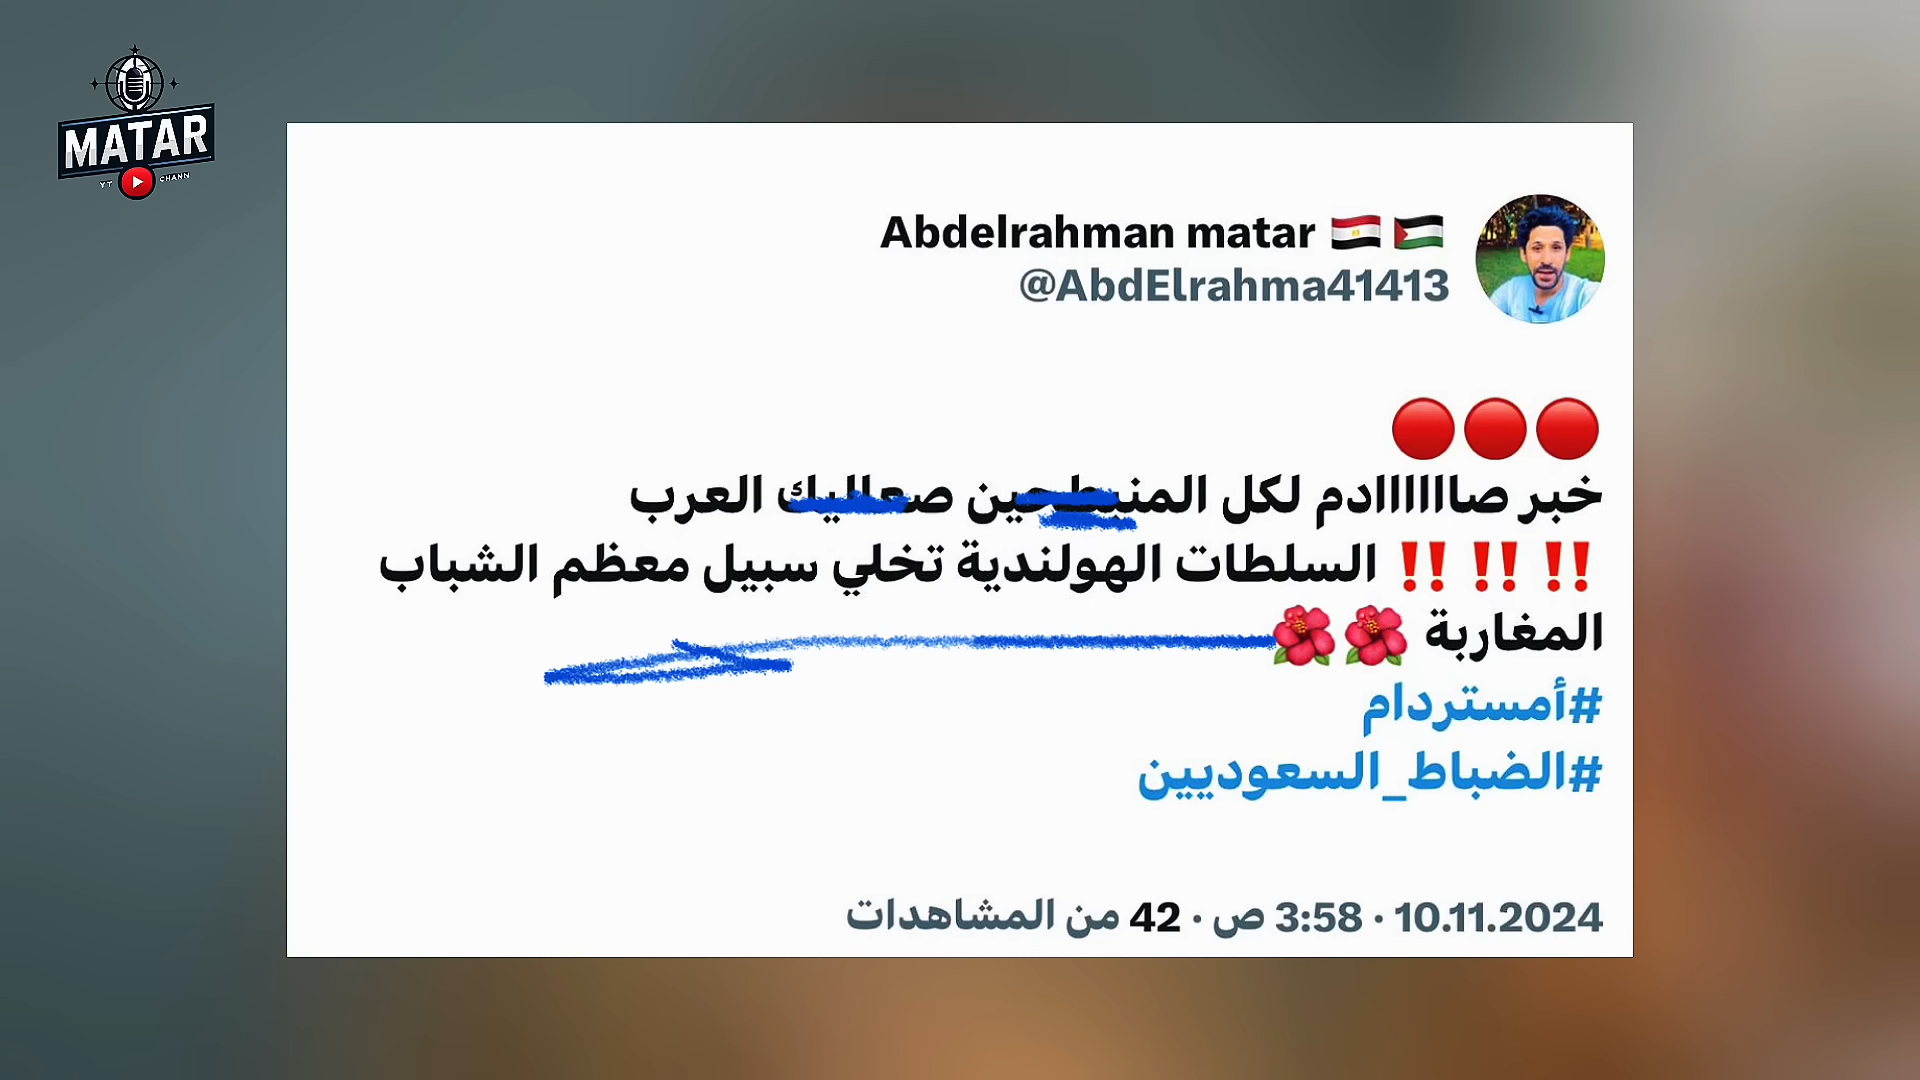 MATAR
YT CHANN
Abdelrahman matar 🇪🇬 🇵🇸
@AbdElrahma41413
🔴🔴🔴
خبر صاااااادم لكل المنبطحين صعاليك العرب
‼️ ‼️ ‼️ السلطات الهولندية تخلي سبيل معظم الشباب
المغاربة 🌺🌺
#أمستردام
#الضباط_السعوديين
10.11.2024 · 3:58 ص · 42 من المشاهدات